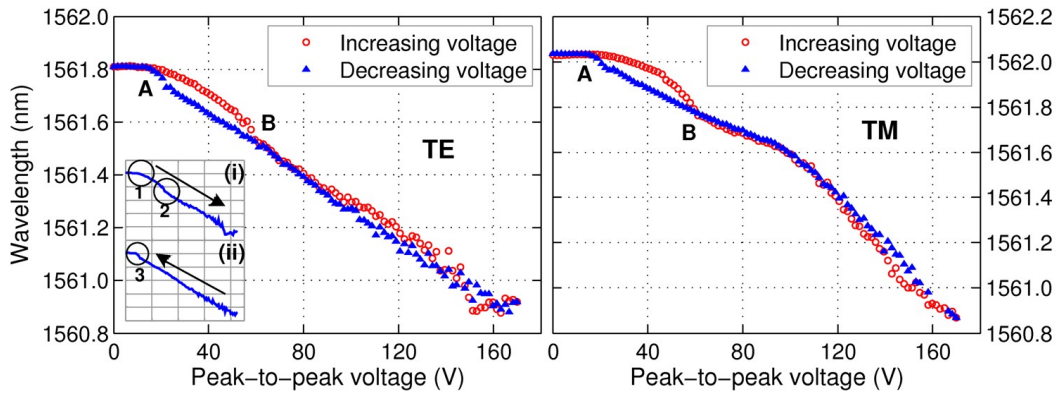 1562.0
1561.8
1561.6
1561.4
1561.2
1561.0
1560.8
Wavelength (nm)
Increasing voltage
Decreasing voltage
A
B
TE
(i)
1
2
(ii)
3
0 40 80 120 160
Peak−to−peak voltage (V)
Increasing voltage
Decreasing voltage
A
B
TM
0 40 80 120 160
Peak−to−peak voltage (V)
1562.2
1562.0
1561.8
1561.6
1561.4
1561.2
1561.0
1560.8